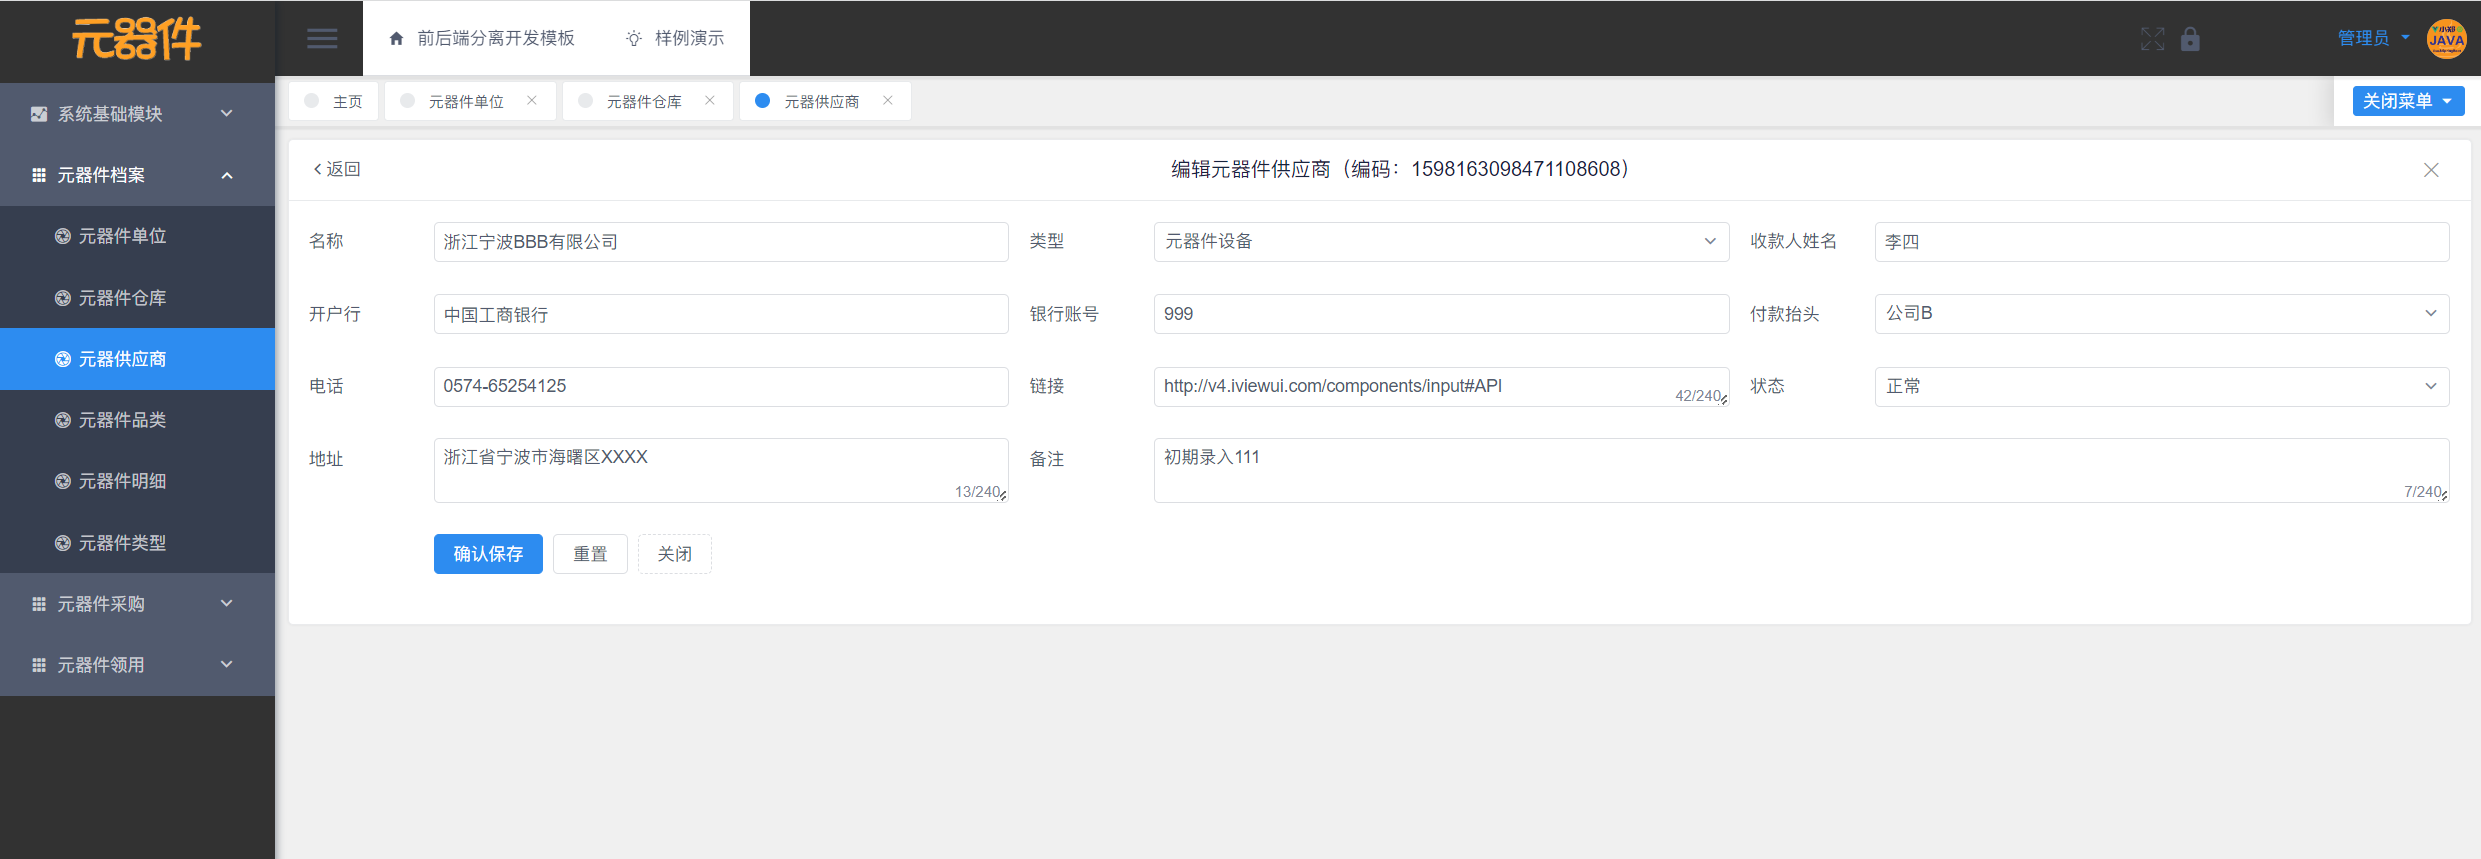 元器件
前后端分离开发模板
样例演示
管理员
小郑
JAVA
系统基础模块
元器件档案
元器件单位
元器件仓库
元器供应商
元器件品类
元器件明细
元器件类型
元器件采购
元器件领用
主页
元器件单位
元器件仓库
元器供应商
关闭菜单
返回
编辑元器件供应商（编码：1598163098471108608）
名称 浙江宁波BBB有限公司
类型 元器件设备
收款人姓名 李四
开户行 中国工商银行
银行账号 999
付款抬头 公司B
电话 0574-65254125
链接 http://v4.iviewui.com/components/input#API
42/240
状态 正常
地址 浙江省宁波市海曙区XXXX
13/240
备注 初期录入111
7/240
确认保存
重置
关闭